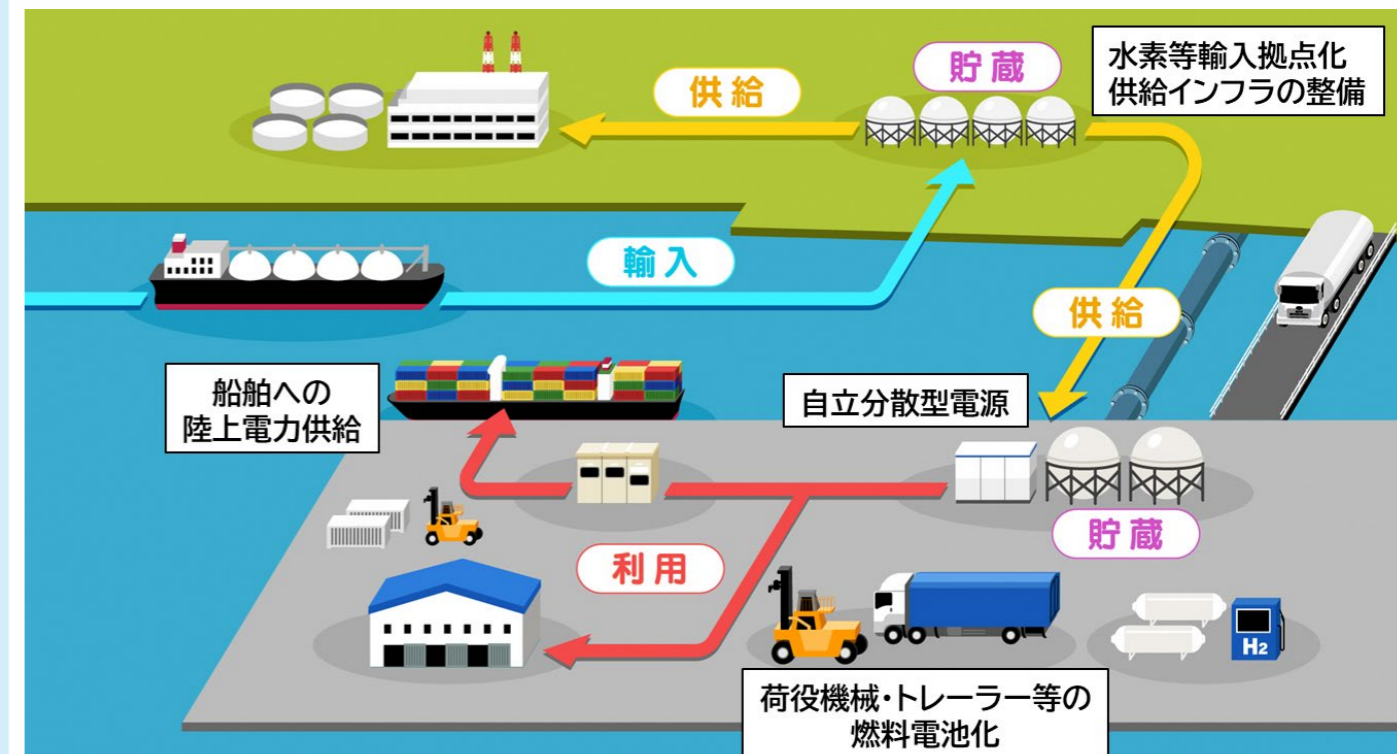 貯蔵
水素等輸入拠点化
供給インフラの整備
供給
輸入
供給
船舶への
陸上電力供給
自立分散型電源
貯蔵
利用
H2
荷役機械・トレーラー等の
燃料電池化